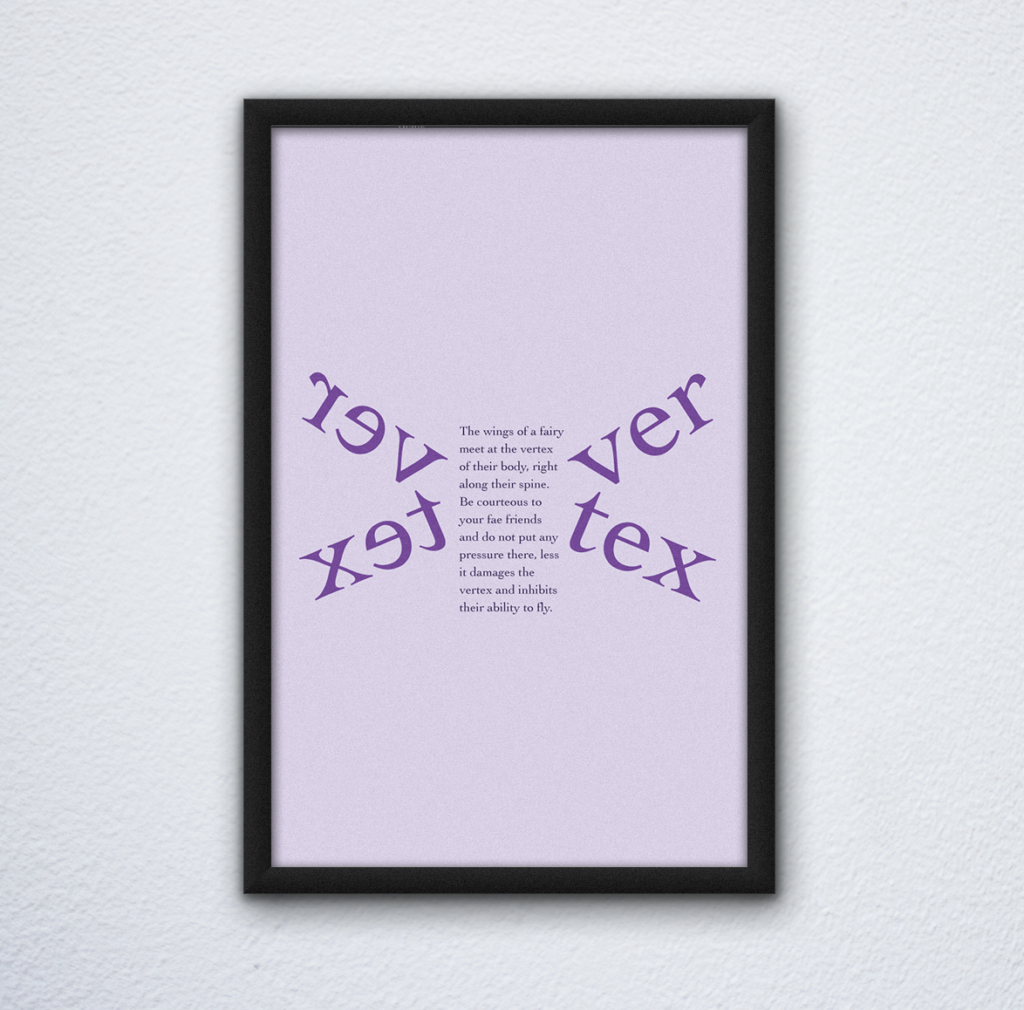 ver
tex
The wings of a fairy
meet at the vertex
of their body, right
along their spine.
Be courteous to
your fae friends
and do not put any
pressure there, less
it damages the
vertex and inhibits
their ability to fly.
ver
tex